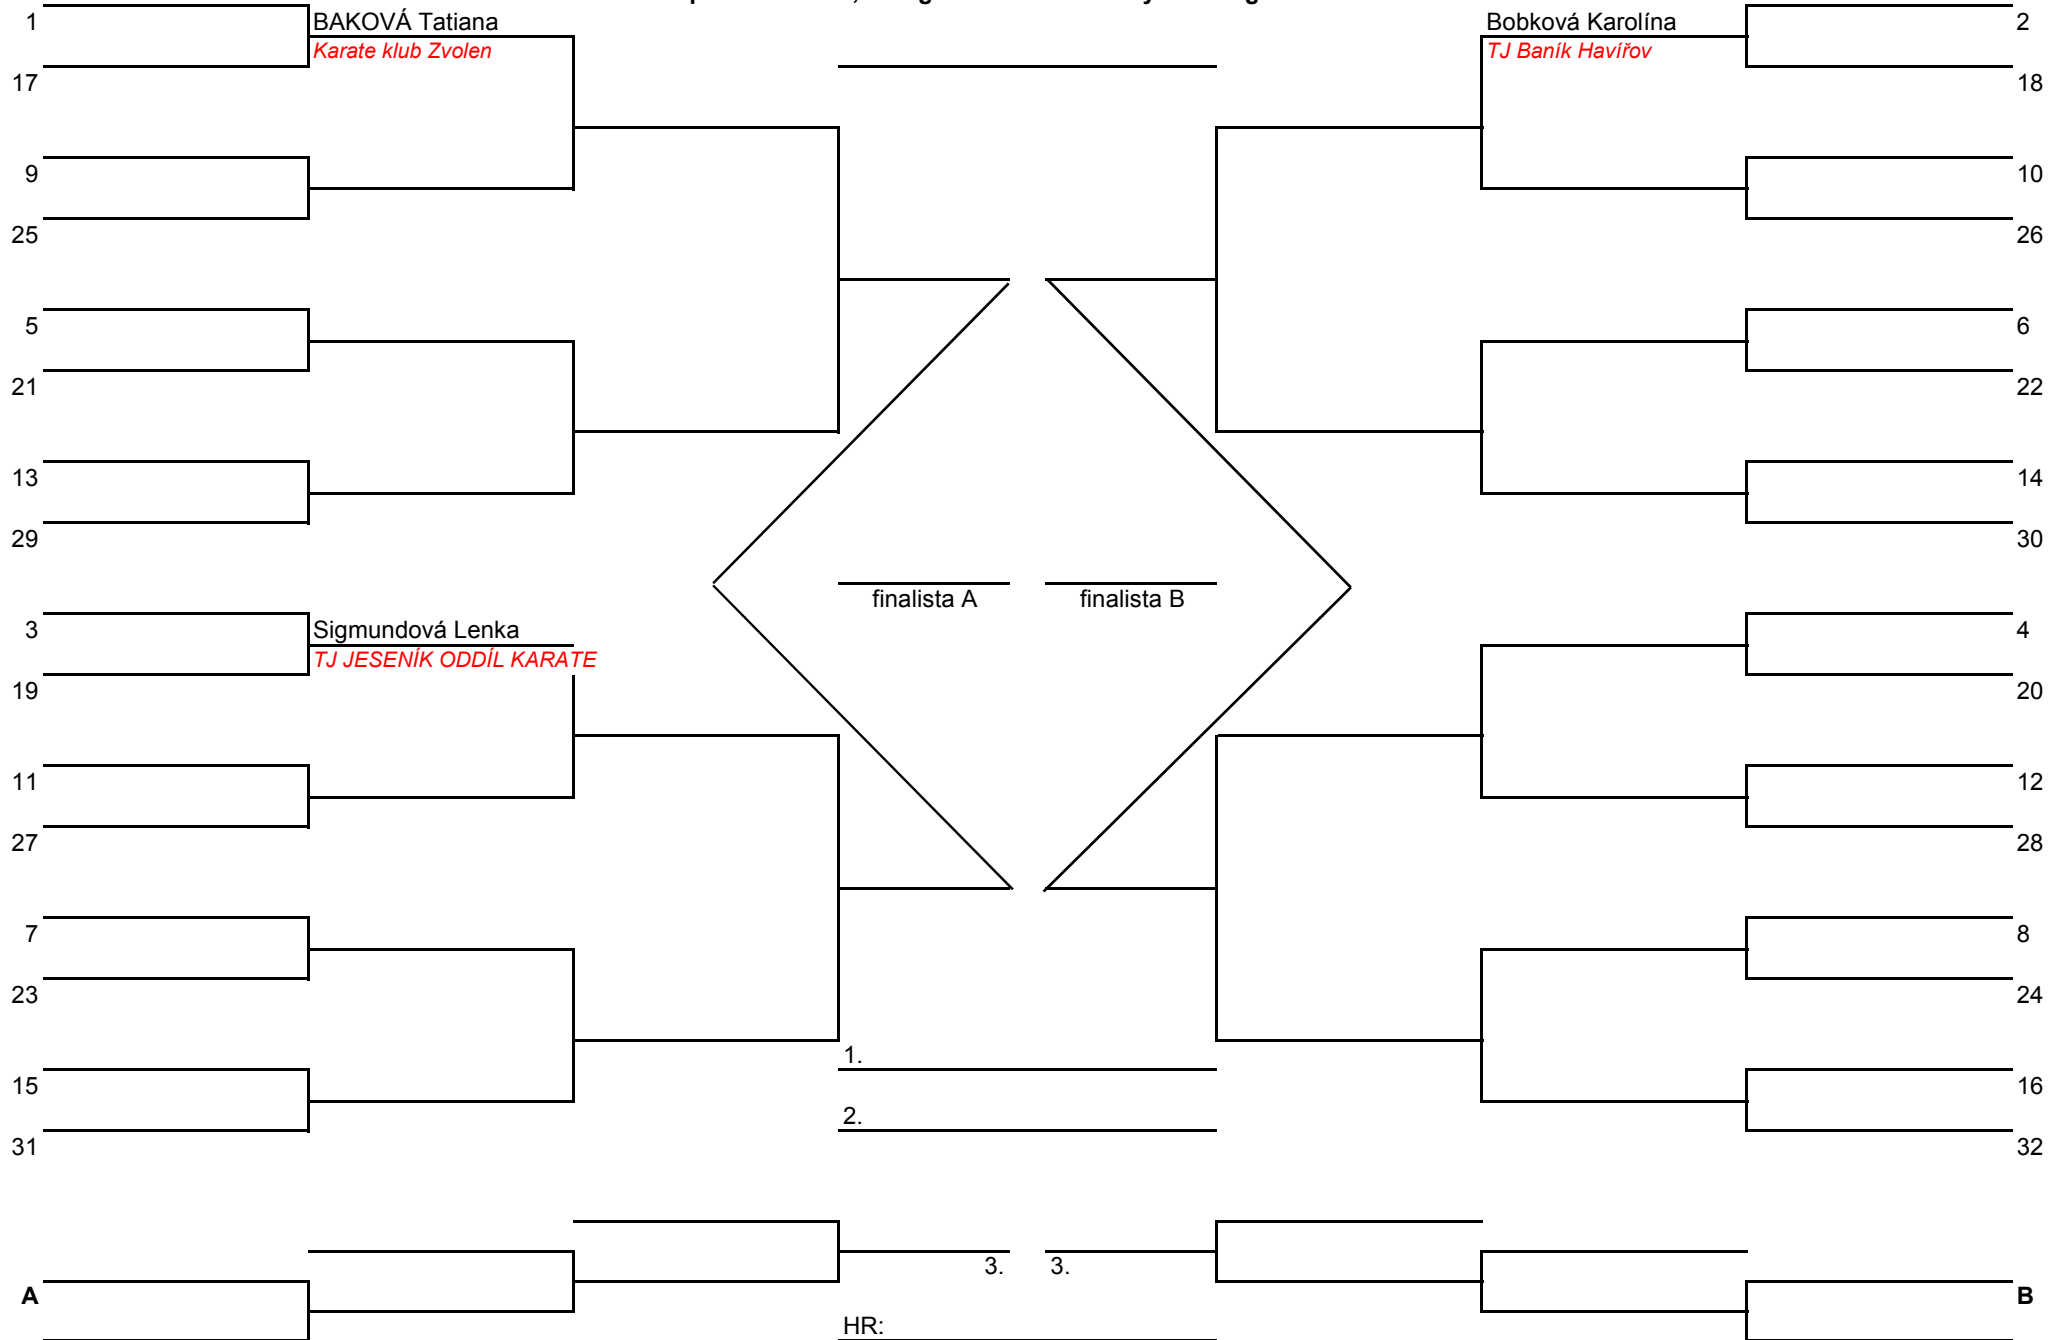 1 BAKOVÁ Tatiana Bobková Karolína 2
Karate klub Zvolen TJ Baník Havířov
17 18
9 10
25 26
5 6
21 22
13 14
29 30
finalista A finalista B
3 Sigmundová Lenka 4
TJ JESENÍK ODDÍL KARATE
19 20
11 12
27 28
7 8
23 24
1.
15 16
2.
31 32
3. 3.
A B
HR: